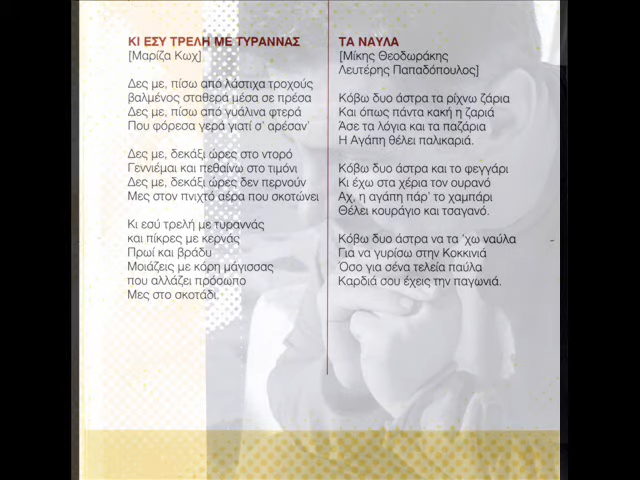 ΚΙ ΕΣΥ ΤΡΕΛΗ ΜΕ ΤΥΡΑΝΝΑΣ
[Μαρίζα Κωχ]
Δες με, πίσω από λάστιχα τροχούς
βαλμένος σταθερά μέσα σε πρέσα
Δες με, πίσω από γυάλινα φτερά
Που φόρεσα γερά γιατί σ' αρέσαν'
Δες με, δεκάξι ώρες στο ντορό
Γεννιέμαι και πεθαίνω στο τιμόνι
Δες με, δεκάξι ώρες δεν περνούν
Μες στον πνιχτό αέρα που σκοτώνει
Κι εσύ τρελή με τυραννάς
και πίκρες με κερνάς
Πρωί και βράδυ
Μοιάζεις με κόρη μάγισσας
που αλλάζει πρόσωπο
Μες στο σκοτάδι.
ΤΑ ΝΑΥΛΑ
[Μίκης Θεοδωράκης
Λευτέρης Παπαδόπουλος]
Κόβω δυο άστρα τα ρίχνω ζάρια
Και όπως πάντα κακή η ζαριά
Άσε τα λόγια και τα παζάρια
Η Αγάπη θέλει παλικαριά.
Κόβω δυο άστρα και το φεγγάρι
Κι έχω στα χέρια τον ουρανό
Αχ, η αγάπη πάρ' το χαμπάρι
Θέλει κουράγιο και τσαγανό.
Κόβω δυο άστρα να τα 'χω ναύλα
Για να γυρίσω στην Κοκκινιά
Όσο για σένα τελεία παύλα
Καρδιά σου έχεις την παγωνιά.